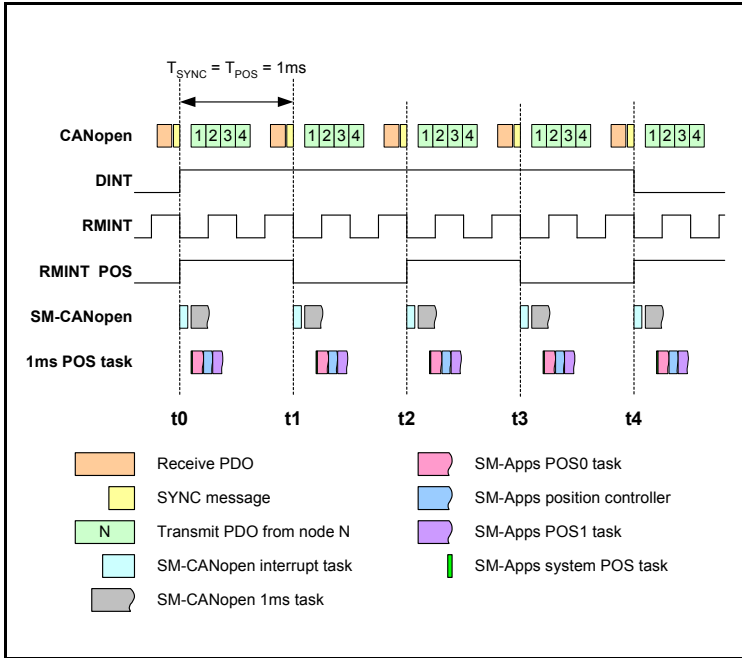 T_SYNC = T_POS = 1ms
CANopen 1 2 3 4 1 2 3 4 1 2 3 4 1 2 3 4 1 2 3 4
DINT
RMINT
RMINT POS
SM-CANopen
1ms POS task
t0 t1 t2 t3 t4
Receive PDO SM-Apps POS0 task
SYNC message SM-Apps position controller
N Transmit PDO from node N SM-Apps POS1 task
SM-CANopen interrupt task SM-Apps system POS task
SM-CANopen 1ms task